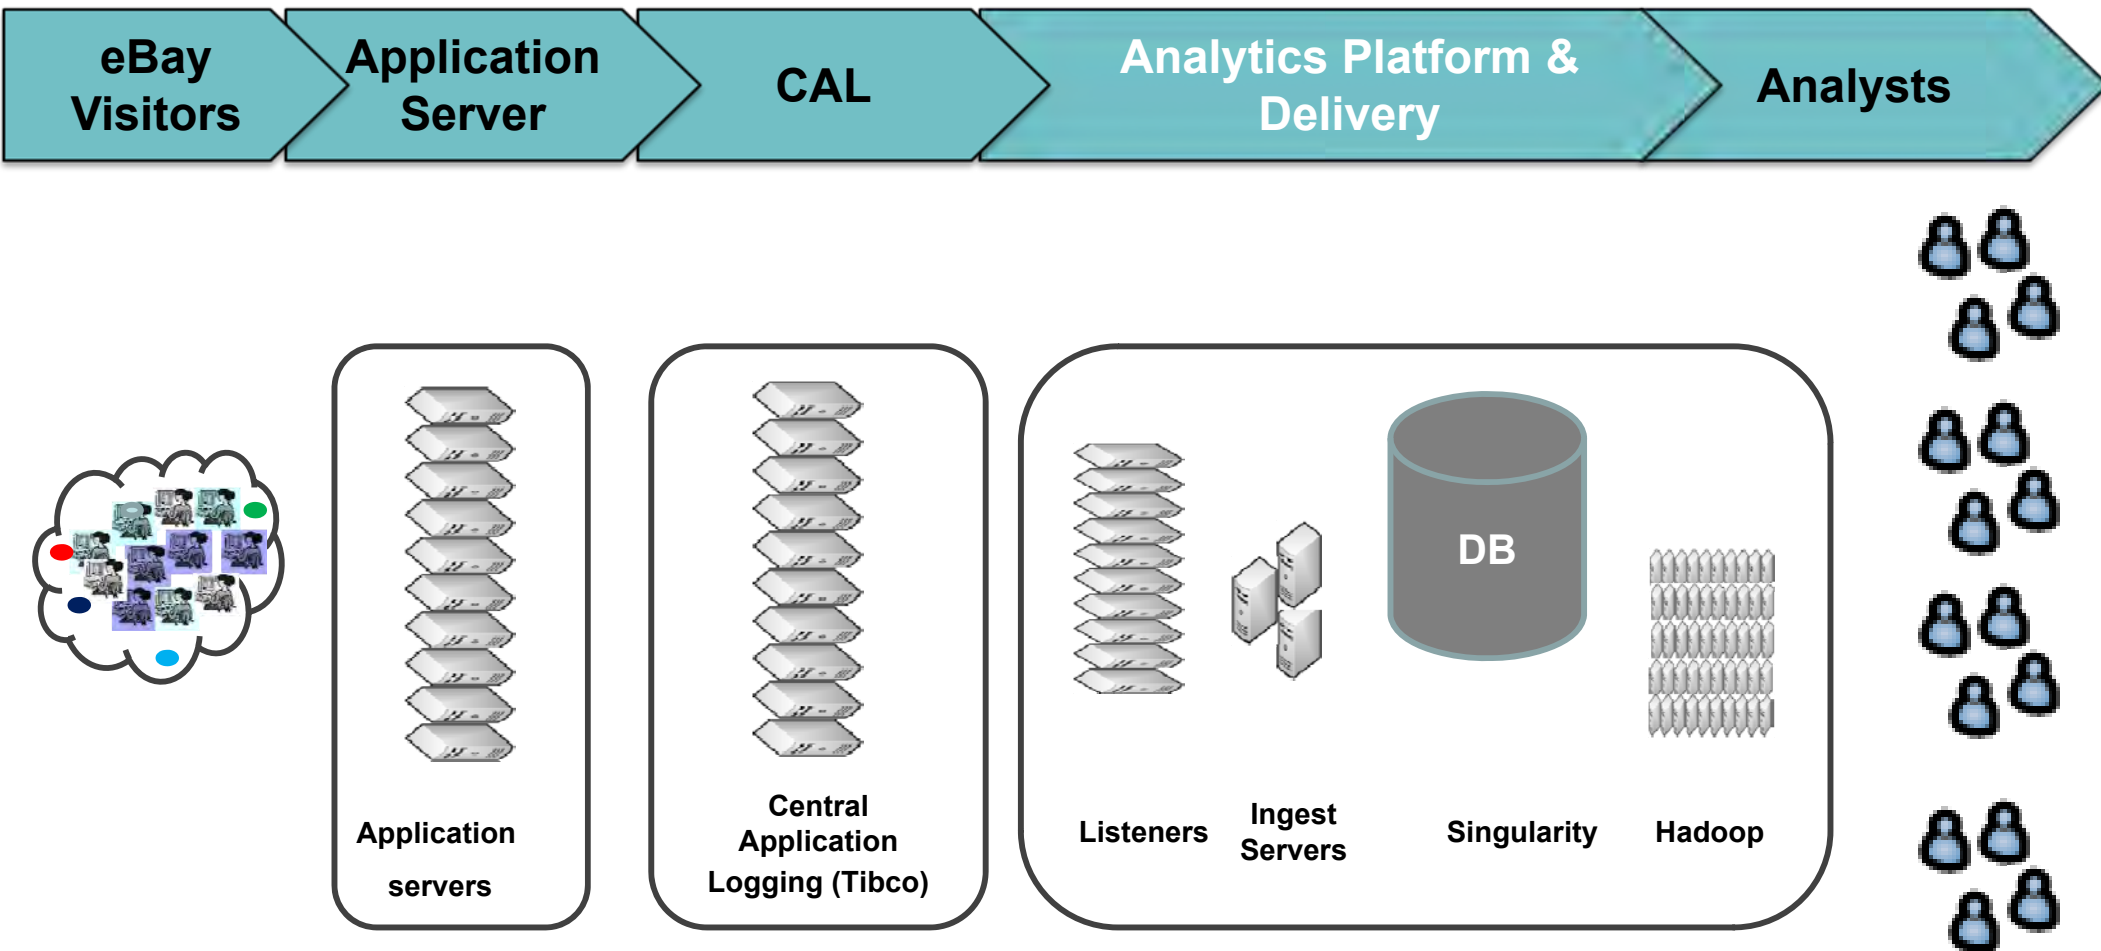 eBay
Visitors
Application
Server
CAL
Analytics Platform &
Delivery
Analysts
DB
Application
servers
Central
Application
Logging (Tibco)
Listeners
Ingest
Servers
Singularity
Hadoop